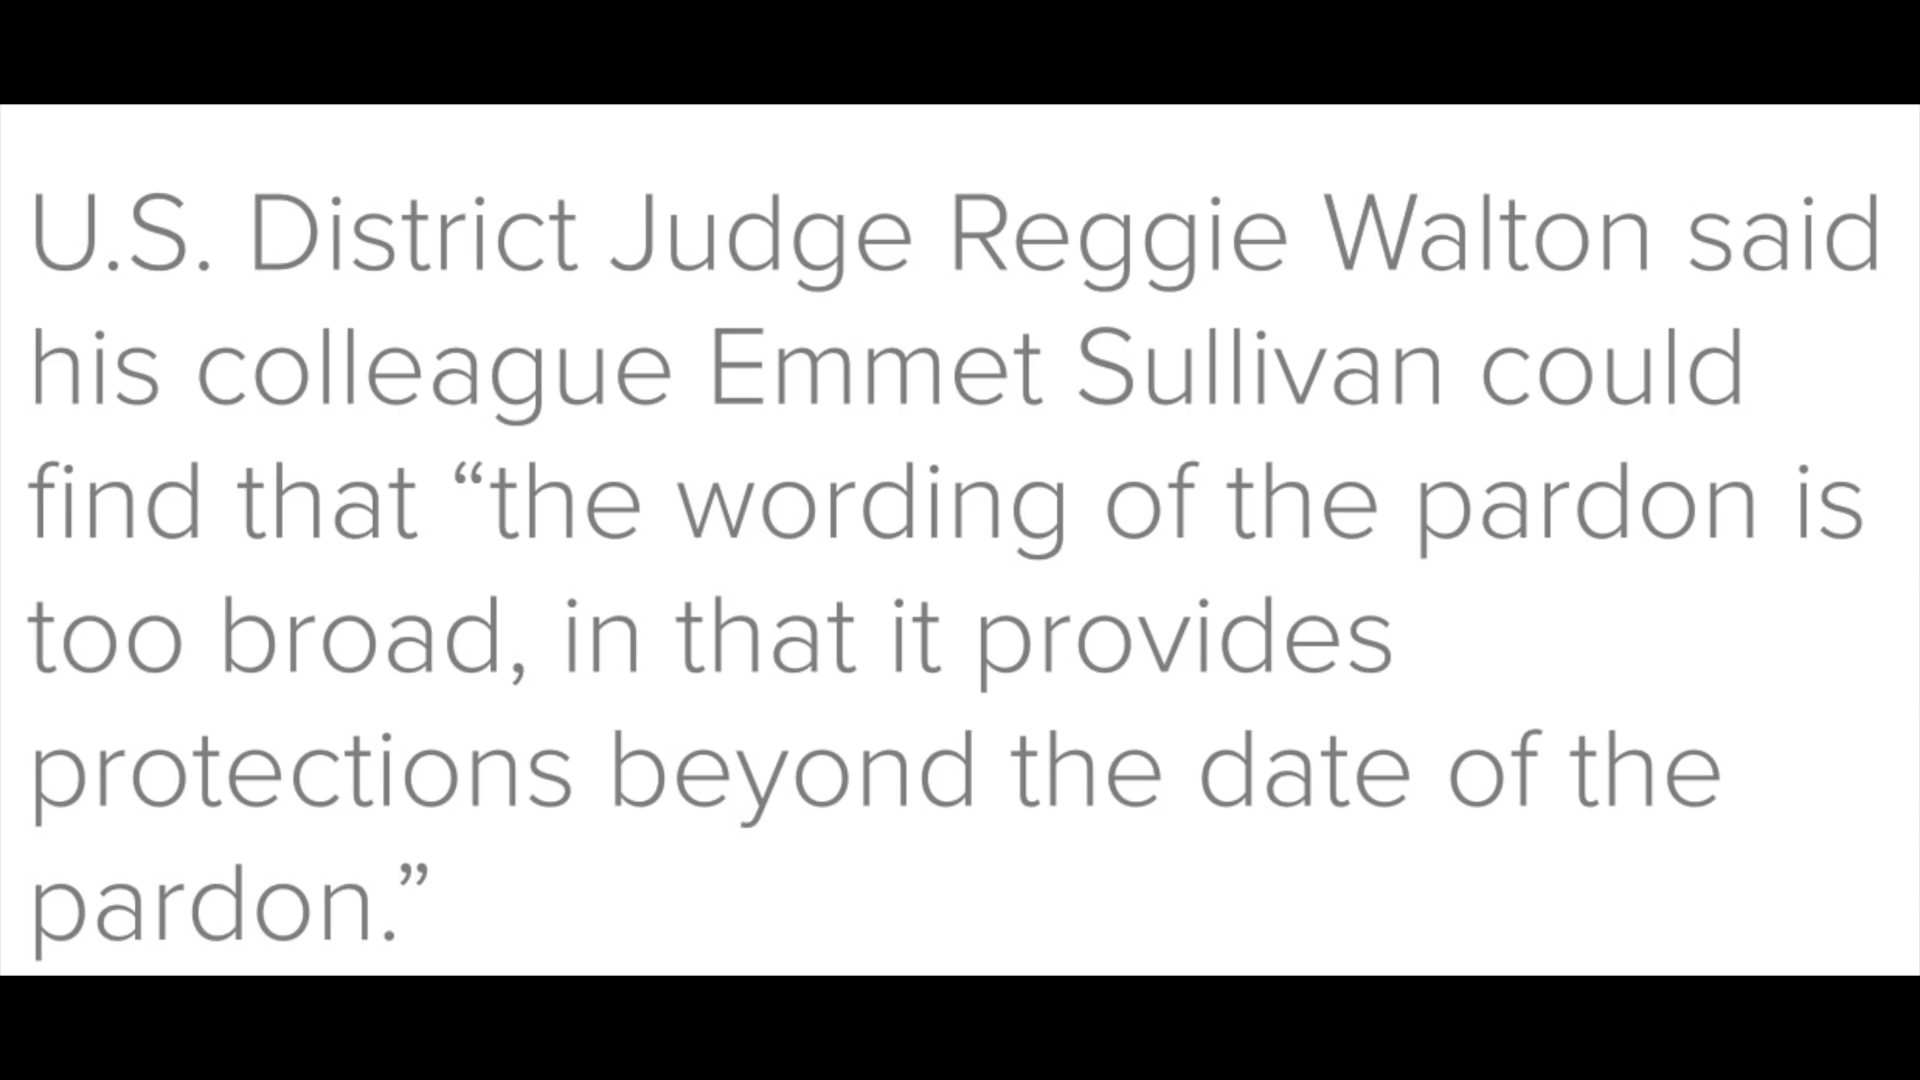 U.S. District Judge Reggie Walton said
his colleague Emmet Sullivan could
find that “the wording of the pardon is
too broad, in that it provides
protections beyond the date of the
pardon.”